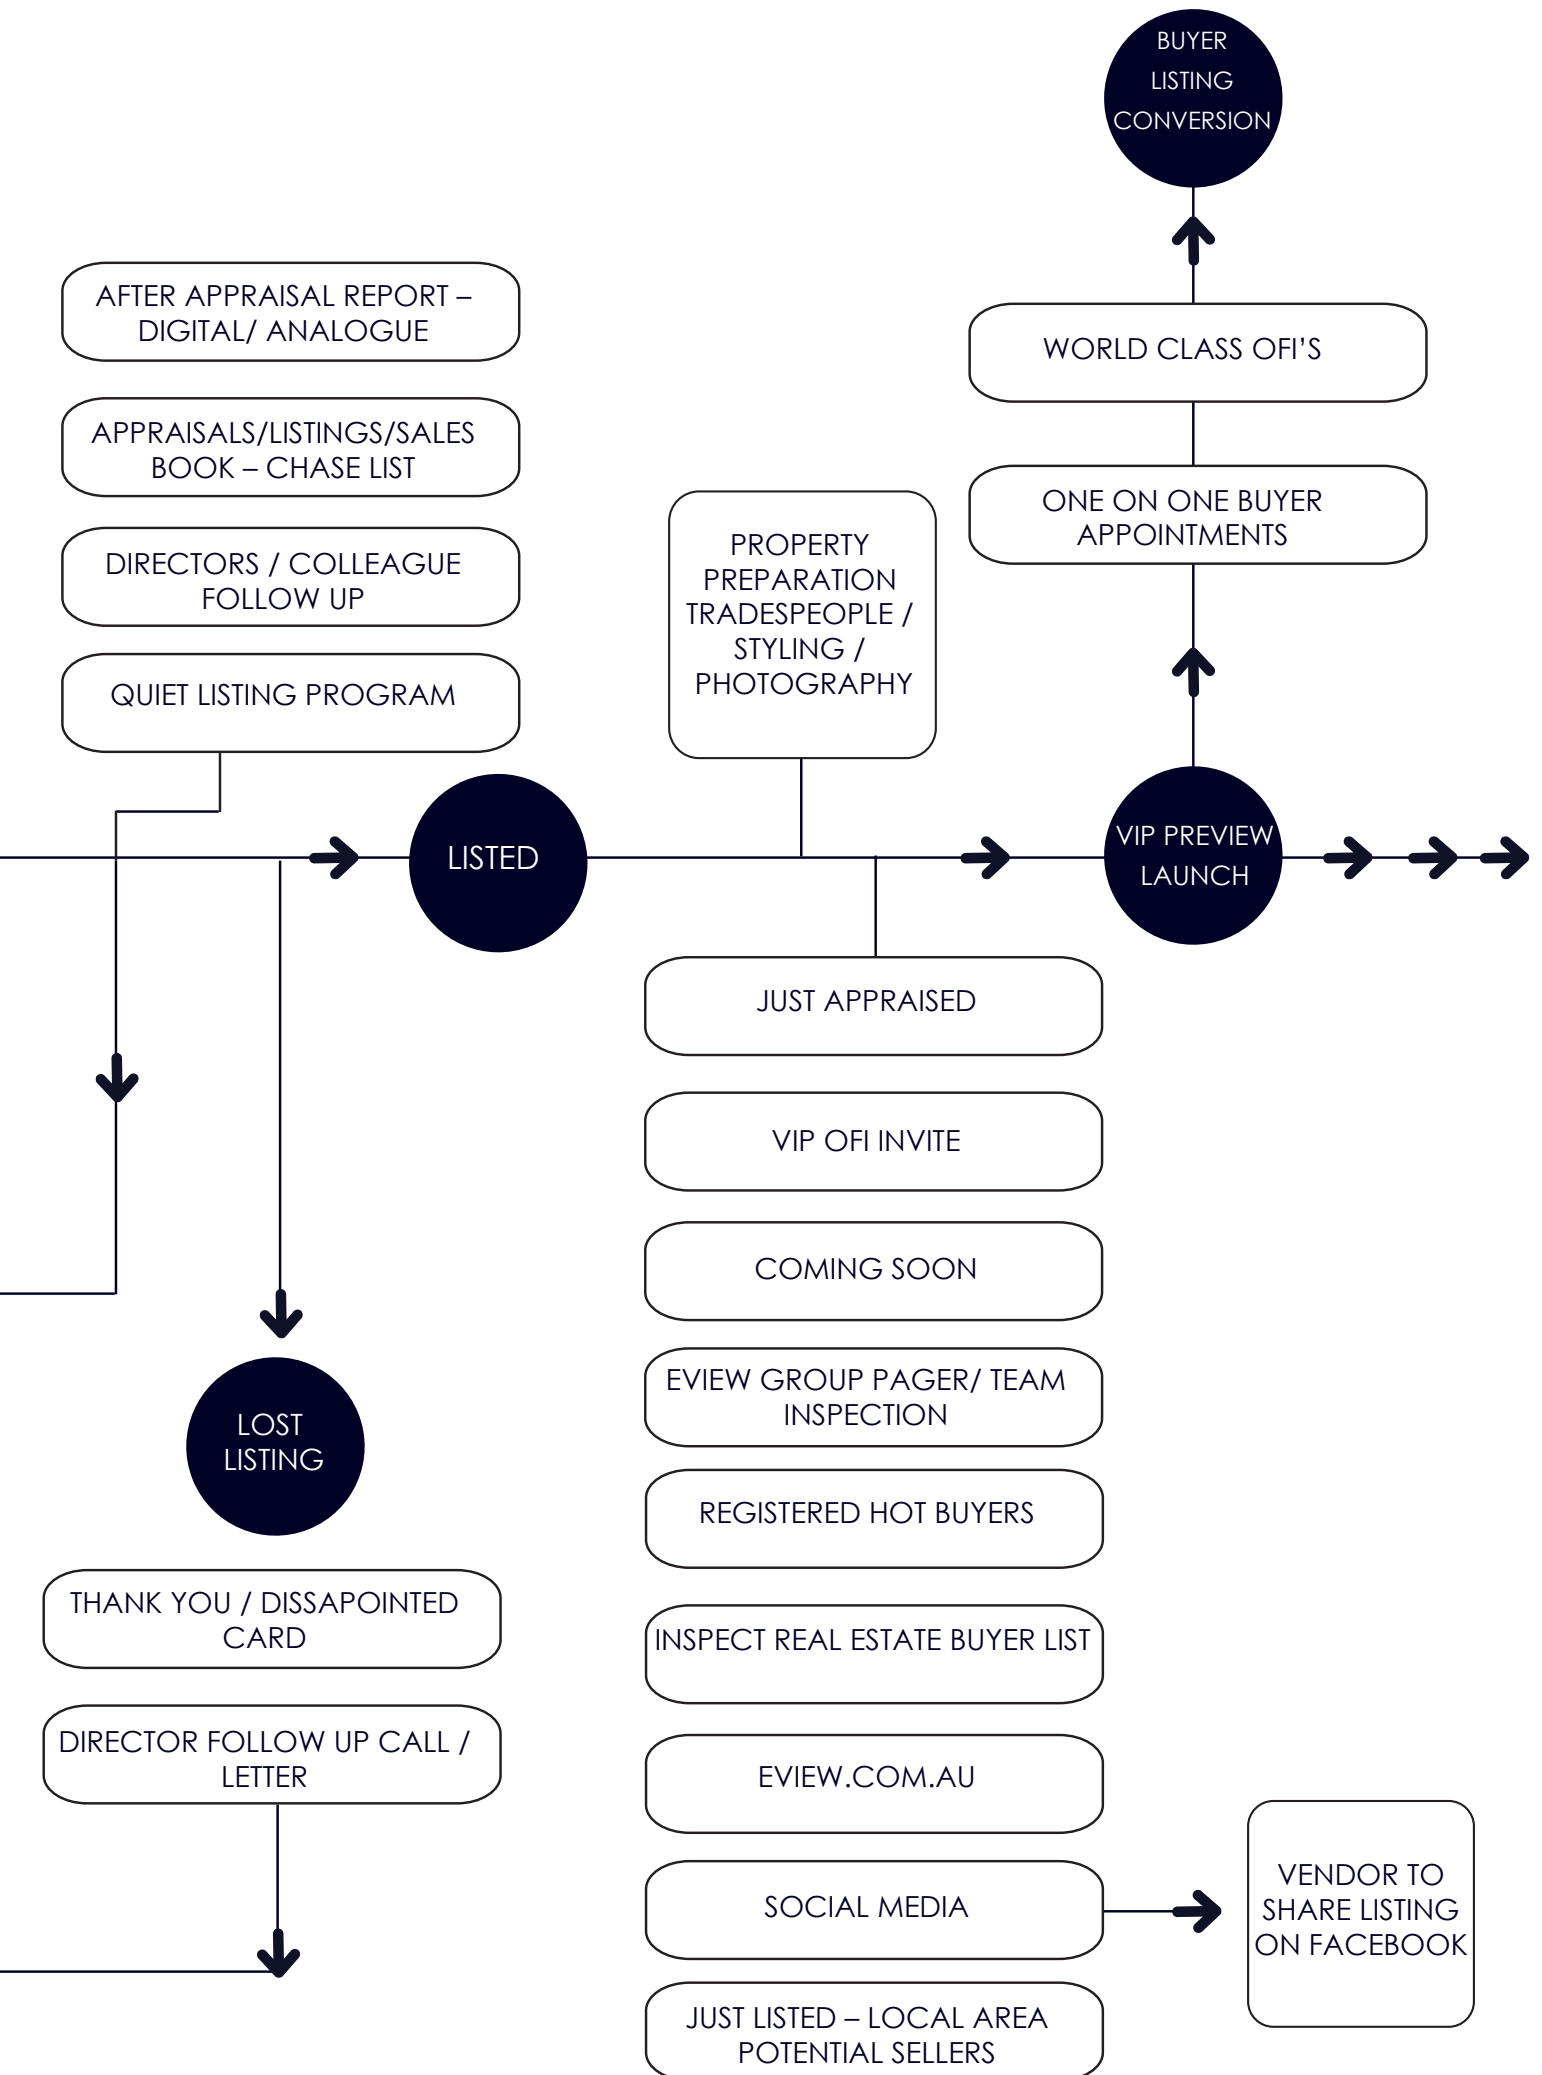 BUYER
LISTING
CONVERSION
AFTER APPRAISAL REPORT –
DIGITAL/ ANALOGUE
WORLD CLASS OFI’S
APPRAISALS/LISTINGS/SALES
BOOK – CHASE LIST
ONE ON ONE BUYER
APPOINTMENTS
DIRECTORS / COLLEAGUE
FOLLOW UP
PROPERTY
PREPARATION
TRADESPEOPLE /
STYLING /
PHOTOGRAPHY
QUIET LISTING PROGRAM
LISTED
VIP PREVIEW
LAUNCH
JUST APPRAISED
VIP OFI INVITE
COMING SOON
EVIEW GROUP PAGER/ TEAM
INSPECTION
LOST
LISTING
REGISTERED HOT BUYERS
THANK YOU / DISSAPOINTED
CARD
INSPECT REAL ESTATE BUYER LIST
DIRECTOR FOLLOW UP CALL /
LETTER
EVIEW.COM.AU
SOCIAL MEDIA
VENDOR TO
SHARE LISTING
ON FACEBOOK
JUST LISTED – LOCAL AREA
POTENTIAL SELLERS